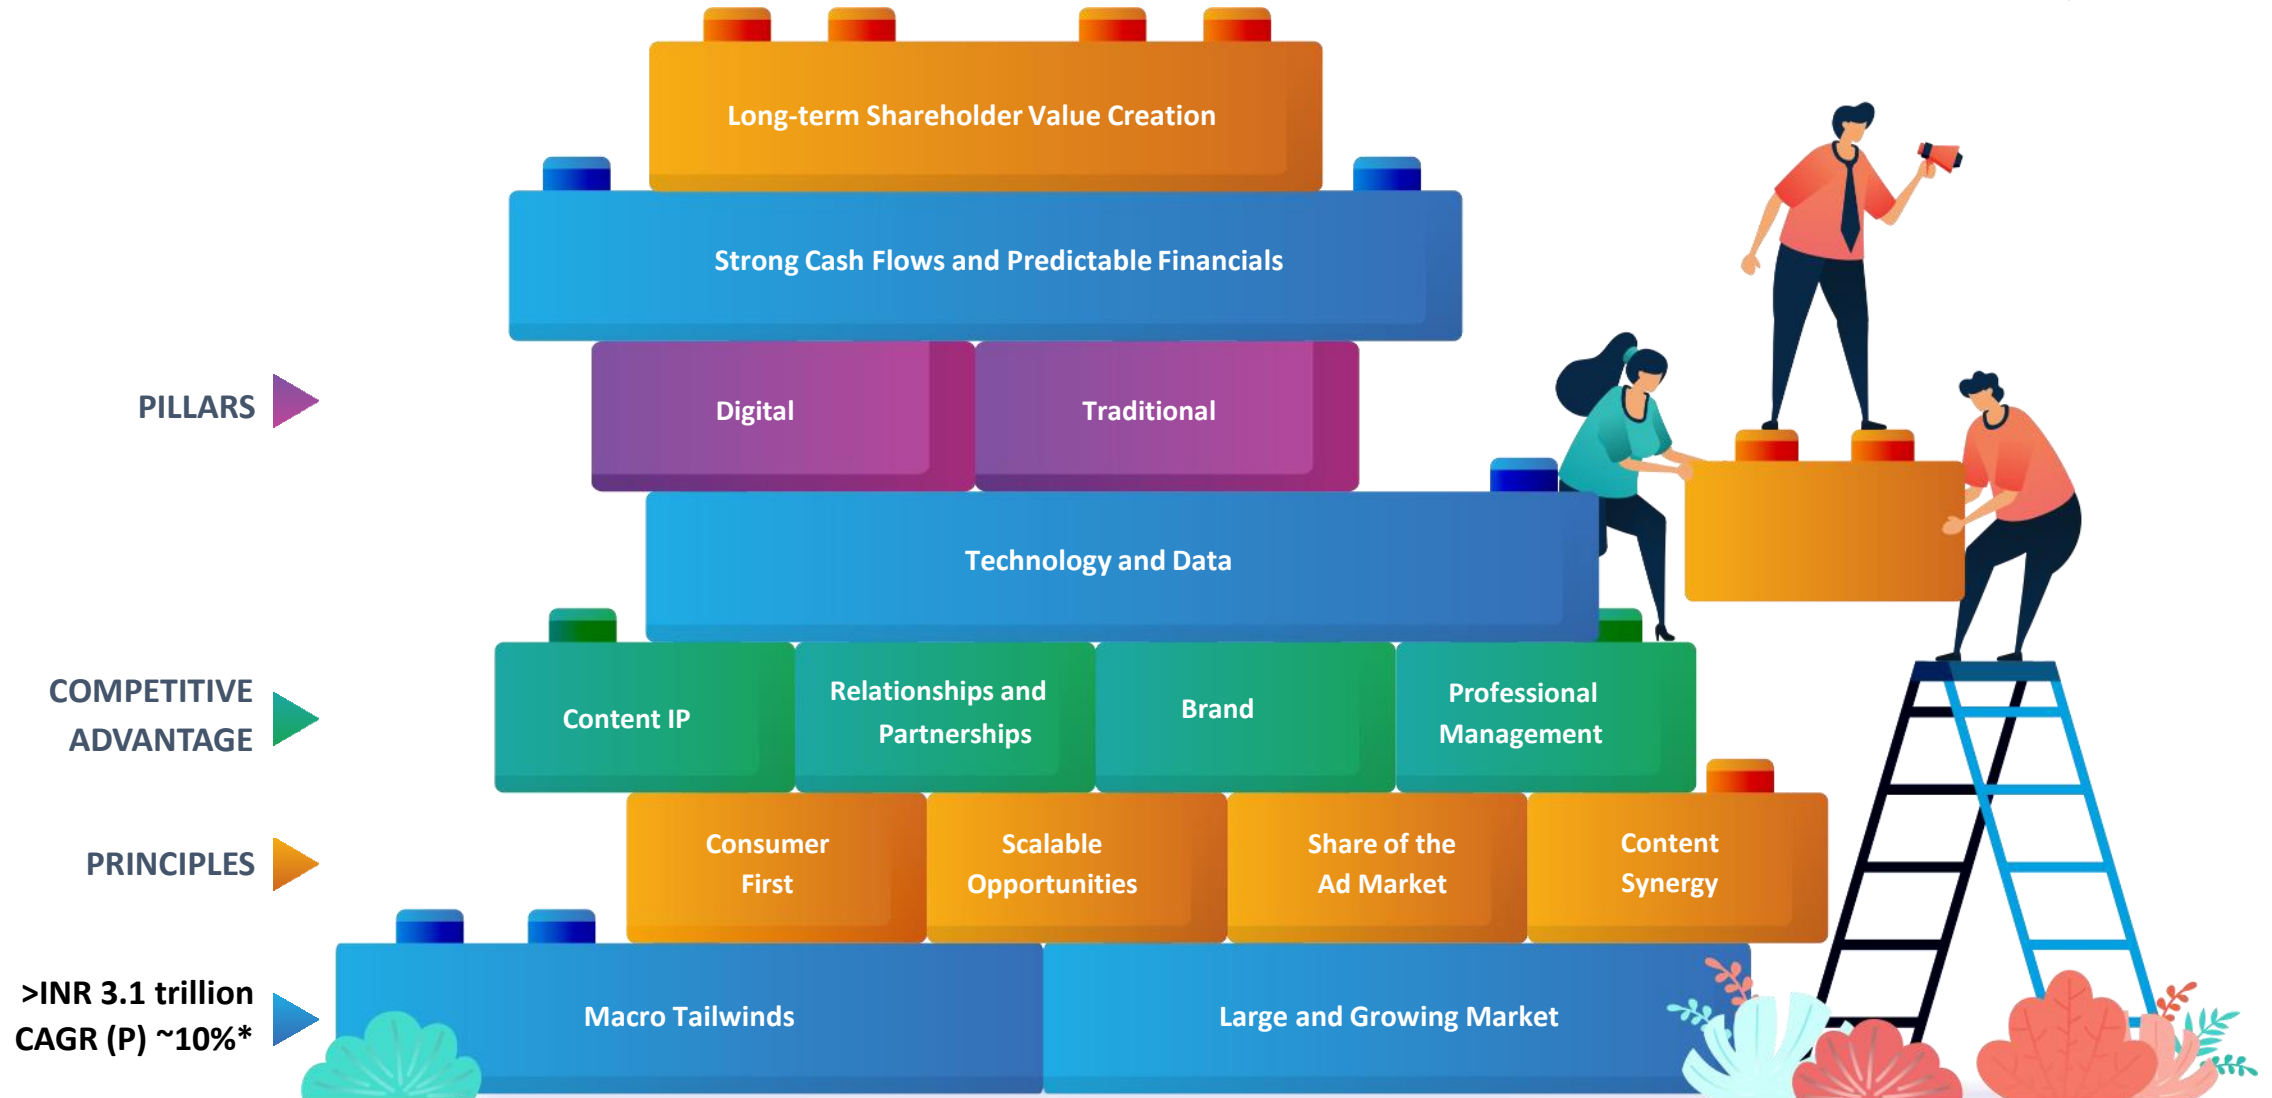 Long-term Shareholder Value Creation
Strong Cash Flows and Predictable Financials
PILLARS
Digital
Traditional
Technology and Data
COMPETITIVE
ADVANTAGE
Content IP
Relationships and
Partnerships
Brand
Professional
Management
PRINCIPLES
Consumer
First
Scalable
Opportunities
Share of the
Ad Market
Content
Synergy
>INR 3.1 trillion
CAGR (P) ~10%*
Macro Tailwinds
Large and Growing Market